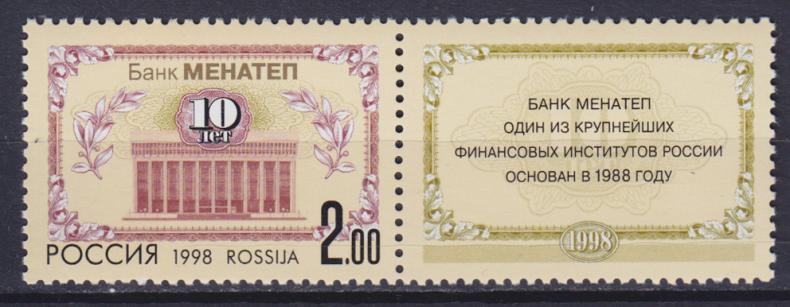 Банк МЕНАТЕП
10
лет
РОССИЯ 1998 ROSSIJA 2.00
БАНК МЕНАТЕП
ОДИН ИЗ КРУПНЕЙШИХ
ФИНАНСОВЫХ ИНСТИТУТОВ РОССИИ
ОСНОВАН В 1988 ГОДУ
1998